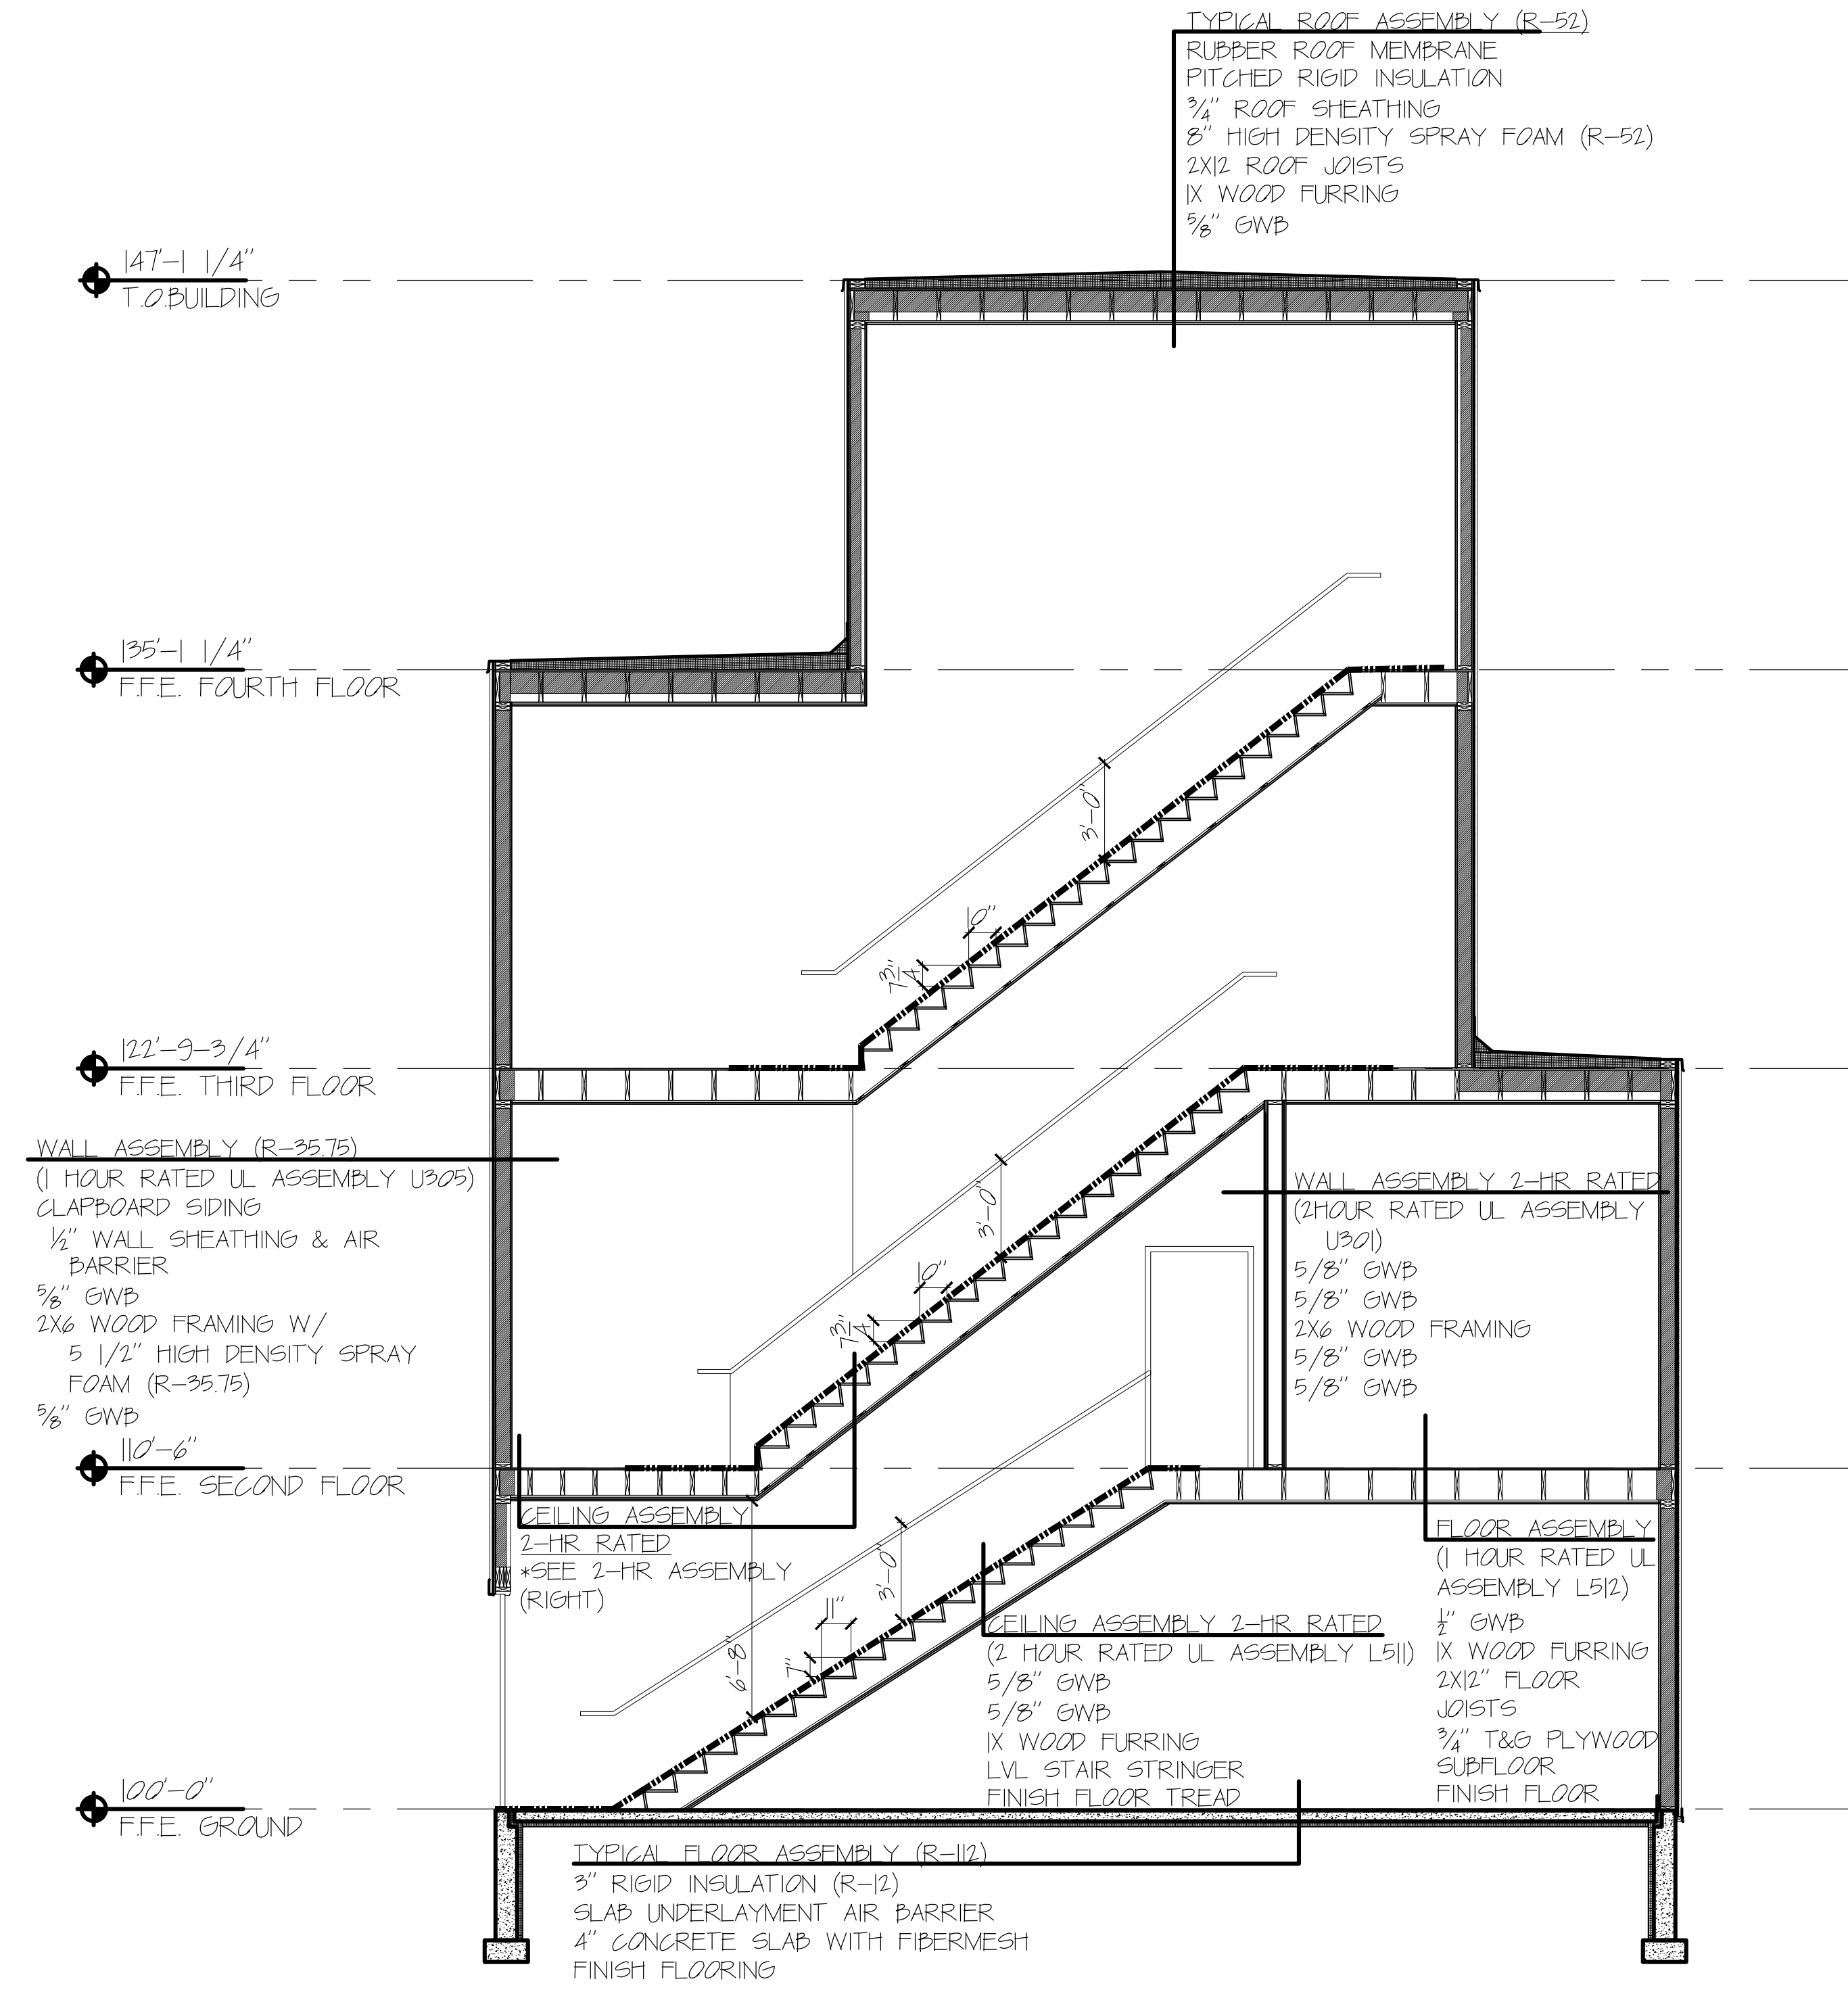 TYPICAL ROOF ASSEMBLY (R-52)
RUBBER ROOF MEMBRANE
PITCHED RIGID INSULATION
3/4" ROOF SHEATHING
8" HIGH DENSITY SPRAY FOAM (R-52)
2X12 ROOF JOISTS
1X WOOD FURRING
5/8" GWB
147'-1 1/4"
T.O.BUILDING
135'-1 1/4"
F.F.E. FOURTH FLOOR
3'-0"
10"
7 3/4"
122'-9-3/4"
F.F.E. THIRD FLOOR
WALL ASSEMBLY (R-35.75)
(1 HOUR RATED UL ASSEMBLY U305)
CLAPBOARD SIDING
1/2" WALL SHEATHING & AIR
BARRIER
5/8" GWB
2X6 WOOD FRAMING W/
5 1/2" HIGH DENSITY SPRAY
FOAM (R-35.75)
5/8" GWB
3'-0"
10"
7 3/4"
WALL ASSEMBLY 2-HR RATED
(2HOUR RATED UL ASSEMBLY
U301)
5/8" GWB
5/8" GWB
2X6 WOOD FRAMING
5/8" GWB
5/8" GWB
110'-6"
F.F.E. SECOND FLOOR
CEILING ASSEMBLY
2-HR RATED
*SEE 2-HR ASSEMBLY
(RIGHT)
3'-0"
11"
7"
6'-8"
CEILING ASSEMBLY 2-HR RATED
(2 HOUR RATED UL ASSEMBLY L511)
5/8" GWB
5/8" GWB
1X WOOD FURRING
LVL STAIR STRINGER
FINISH FLOOR TREAD
FLOOR ASSEMBLY
(1 HOUR RATED UL
ASSEMBLY L512)
1/2" GWB
1X WOOD FURRING
2X12" FLOOR
JOISTS
3/4" T&G PLYWOOD
SUBFLOOR
FINISH FLOOR
100'-0"
F.F.E. GROUND
TYPICAL FLOOR ASSEMBLY (R-112)
3" RIGID INSULATION (R-12)
SLAB UNDERLAYMENT AIR BARRIER
4" CONCRETE SLAB WITH FIBERMESH
FINISH FLOORING